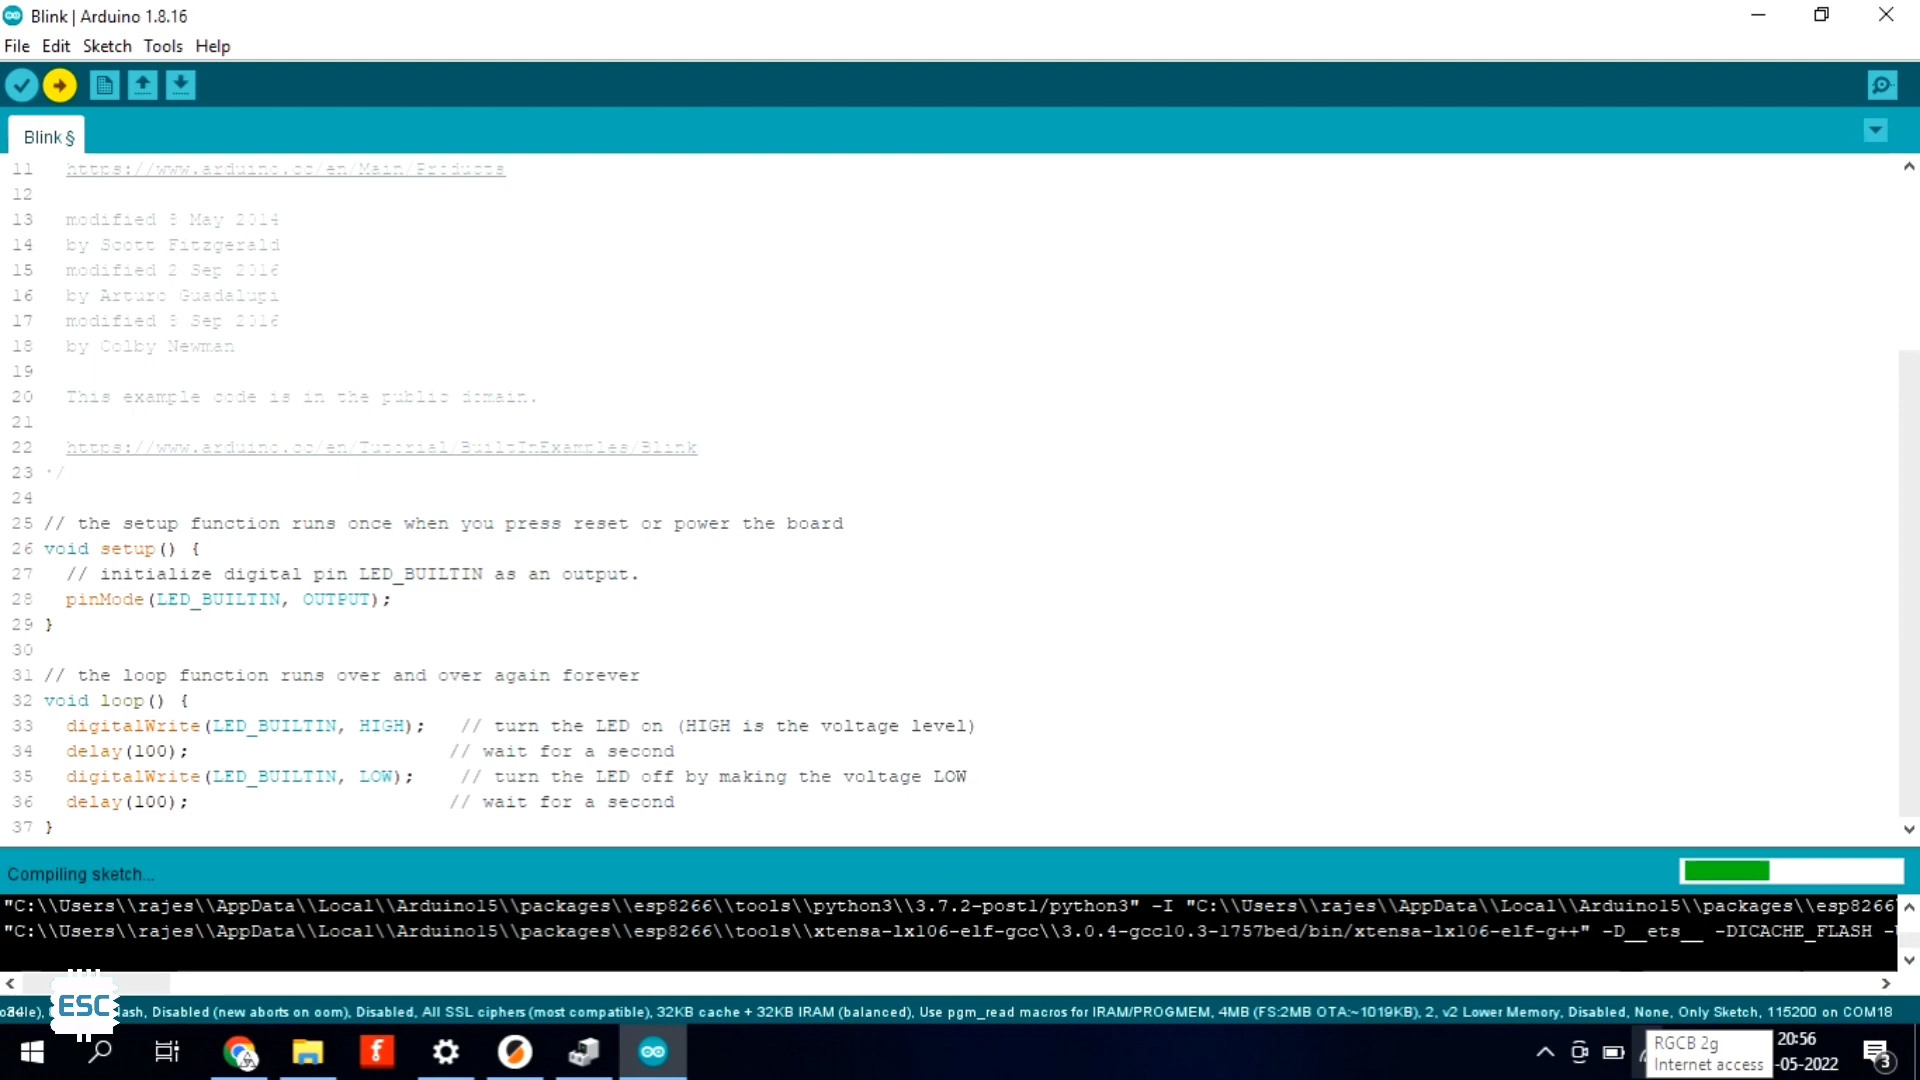 Blink | Arduino 1.8.16
File Edit Sketch Tools Help
Blink §
11 https://www.arduino.cc/en/Main/Products
12
13 modified 8 May 2014
14 by Scott Fitzgerald
15 modified 2 Sep 2016
16 by Arturo Guadalupi
17 modified 8 Sep 2016
18 by Colby Newman
19
20 This example code is in the public domain.
21
22 https://www.arduino.cc/en/Tutorial/BuiltInExamples/Blink
23 */
24
25 // the setup function runs once when you press reset or power the board
26 void setup() {
27 // initialize digital pin LED_BUILTIN as an output.
28 pinMode(LED_BUILTIN, OUTPUT);
29 }
30
31 // the loop function runs over and over again forever
32 void loop() {
33 digitalWrite(LED_BUILTIN, HIGH); // turn the LED on (HIGH is the voltage level)
34 delay(100); // wait for a second
35 digitalWrite(LED_BUILTIN, LOW); // turn the LED off by making the voltage LOW
36 delay(100); // wait for a second
37 }
Compiling sketch...
"C:\\Users\\rajes\\AppData\\Local\\Arduino15\\packages\\esp8266\\tools\\python3\\3.7.2-post1/python3" -I "C:\\Users\\rajes\\AppData\\Local\\Arduino15\\packages\\esp8266
"C:\\Users\\rajes\\AppData\\Local\\Arduino15\\packages\\esp8266\\tools\\xtensa-lx106-elf-gcc\\3.0.4-gcc10.3-1757bed/bin/xtensa-lx106-elf-g++" -D__ets__ -DICACHE_FLASH -U
ESC
ash, Disabled (new aborts on oom), Disabled, All SSL ciphers (most compatible), 32KB cache + 32KB IRAM (balanced), Use pgm_read macros for IRAM/PROGMEM, 4MB (FS:2MB OTA:~1019KB), 2, v2 Lower Memory, Disabled, None, Only Sketch, 115200 on COM18
RGCB 2g
Internet access
20:56
-05-2022
3